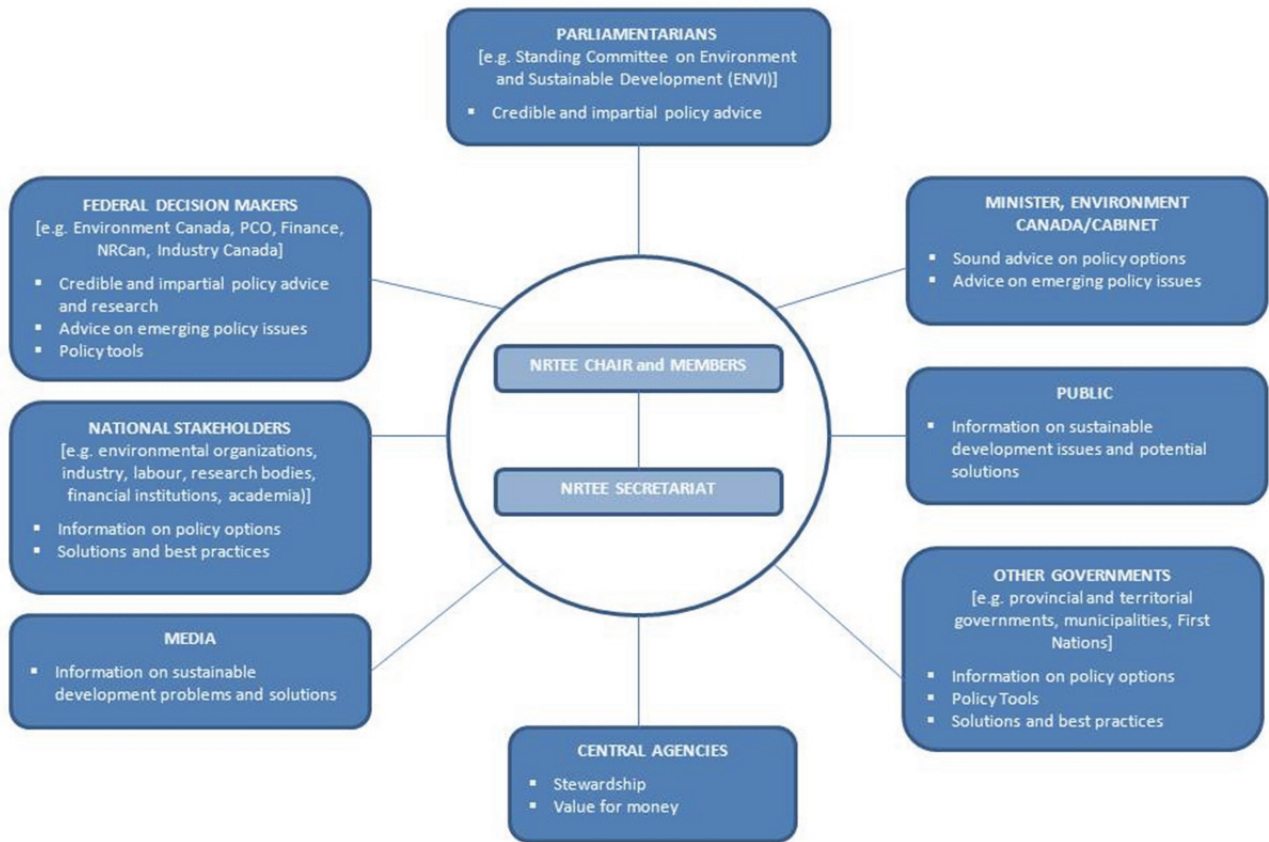 PARLIAMENTARIANS
[e.g. Standing Committee on Environment
and Sustainable Development (ENVI)]
▪ Credible and impartial policy advice
FEDERAL DECISION MAKERS
[e.g. Environment Canada, PCO, Finance,
NRCan, Industry Canada]
▪ Credible and impartial policy advice
and research
▪ Advice on emerging policy issues
▪ Policy tools
MINISTER, ENVIRONMENT
CANADA/CABINET
▪ Sound advice on policy options
▪ Advice on emerging policy issues
NRTEE CHAIR and MEMBERS
NRTEE SECRETARIAT
NATIONAL STAKEHOLDERS
[e.g. environmental organizations,
industry, labour, research bodies,
financial institutions, academia)]
▪ Information on policy options
▪ Solutions and best practices
PUBLIC
▪ Information on sustainable
development issues and potential
solutions
MEDIA
▪ Information on sustainable
development problems and solutions
OTHER GOVERNMENTS
[e.g. provincial and territorial
governments, municipalities, First
Nations]
▪ Information on policy options
▪ Policy Tools
▪ Solutions and best practices
CENTRAL AGENCIES
▪ Stewardship
▪ Value for money